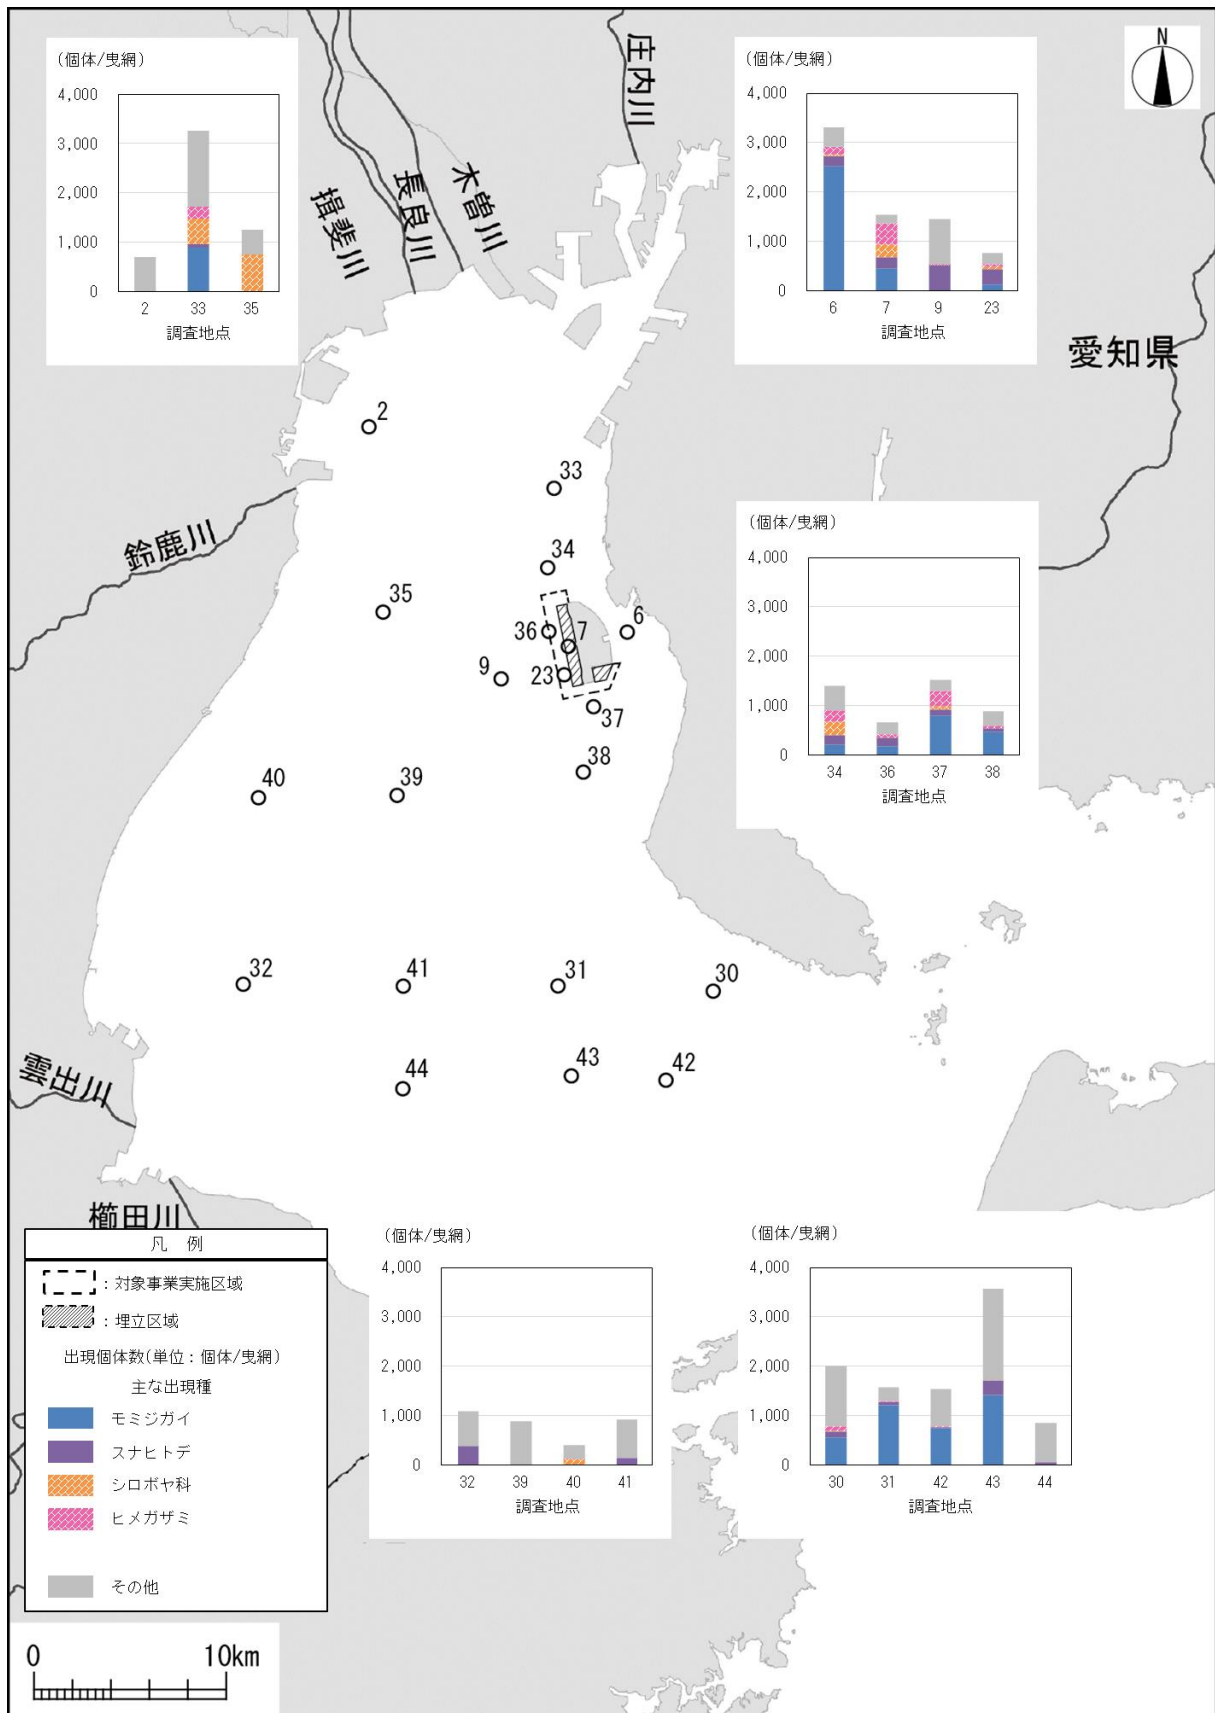 (個体/曳網)
4,000
3,000
2,000
1,000
0
2
33
35
調査地点
揖斐川
長良川
木曽川
庄内川
(個体/曳網)
4,000
3,000
2,000
1,000
0
6
7
9
23
調査地点
N
愛知県
2
33
34
35
36
7
6
9
23
37
38
39
40
鈴鹿川
(個体/曳網)
4,000
3,000
2,000
1,000
0
34
36
37
38
調査地点
32
41
31
30
44
43
42
雲出川
櫛田川
凡 例
：対象事業実施区域
：埋立区域
出現個体数(単位：個体/曳網)
主な出現種
モミジガイ
スナヒトデ
シロボヤ科
ヒメガザミ
その他
0
10km
(個体/曳網)
4,000
3,000
2,000
1,000
0
32
39
40
41
調査地点
(個体/曳網)
4,000
3,000
2,000
1,000
0
30
31
42
43
44
調査地点